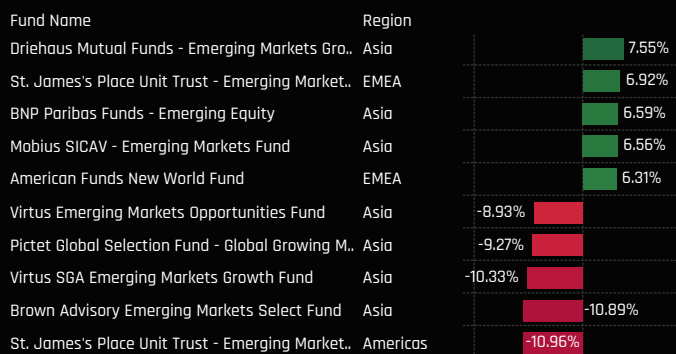 Fund Name Region
Driehaus Mutual Funds - Emerging Markets Gro.. Asia 7.55%
St. James's Place Unit Trust - Emerging Market.. EMEA 6.92%
BNP Paribas Funds - Emerging Equity Asia 6.59%
Mobius SICAV - Emerging Markets Fund Asia 6.56%
American Funds New World Fund EMEA 6.31%
Virtus Emerging Markets Opportunities Fund Asia -8.93%
Pictet Global Selection Fund - Global Growing M.. Asia -9.27%
Virtus SGA Emerging Markets Growth Fund Asia -10.33%
Brown Advisory Emerging Markets Select Fund Asia -10.89%
St. James's Place Unit Trust - Emerging Market.. Americas -10.96%